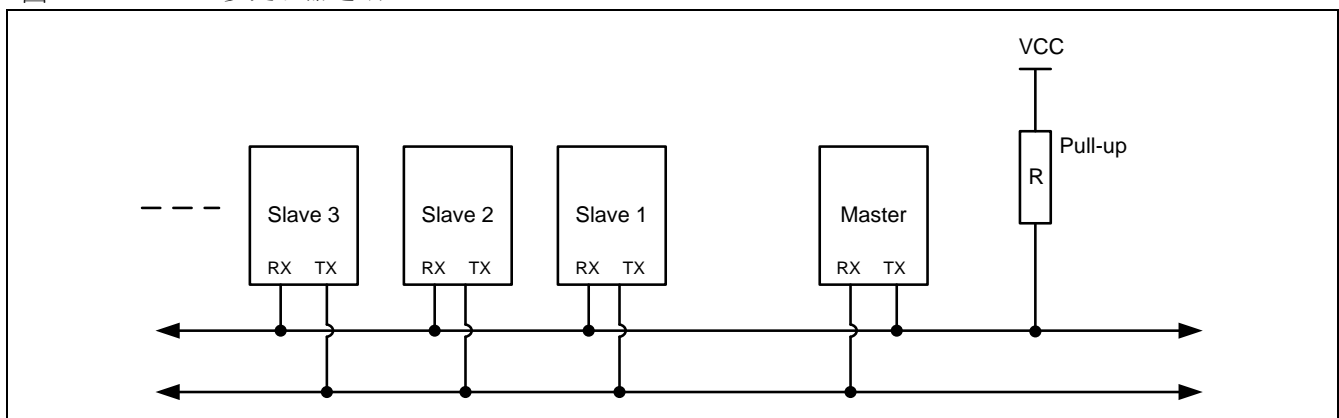 VCC
Pull-up
R
Slave 3
Slave 2
Slave 1
Master
RX TX
RX TX
RX TX
RX TX